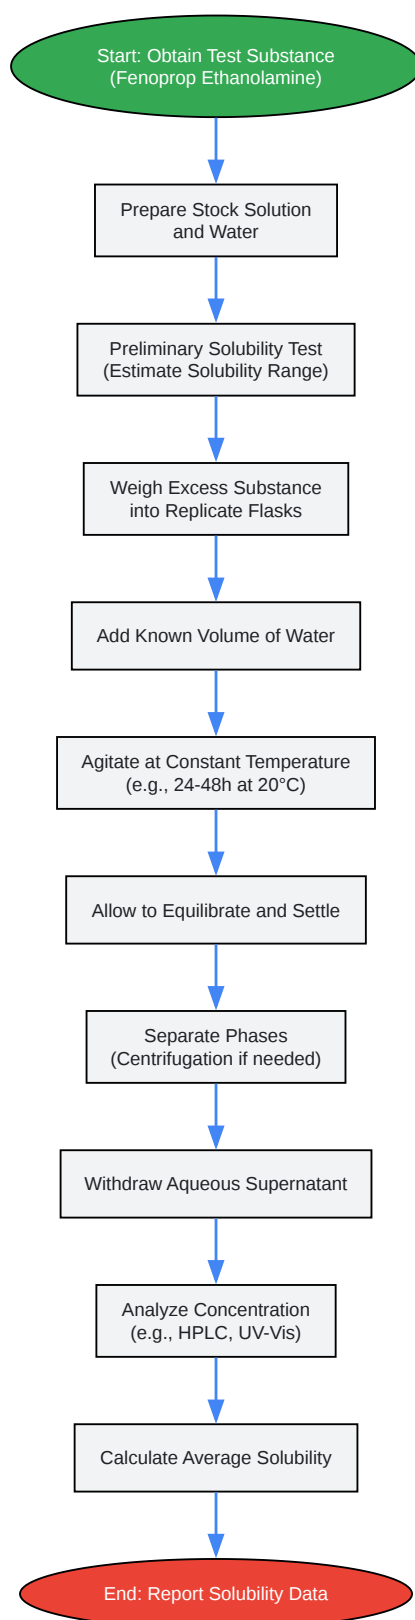 Start: Obtain Test Substance
(Fenoprop Ethanolamine)
Prepare Stock Solution
and Water
Preliminary Solubility Test
(Estimate Solubility Range)
Weigh Excess Substance
into Replicate Flasks
Add Known Volume of Water
Agitate at Constant Temperature
(e.g., 24-48h at 20°C)
Allow to Equilibrate and Settle
Separate Phases
(Centrifugation if needed)
Withdraw Aqueous Supernatant
Analyze Concentration
(e.g., HPLC, UV-Vis)
Calculate Average Solubility
End: Report Solubility Data